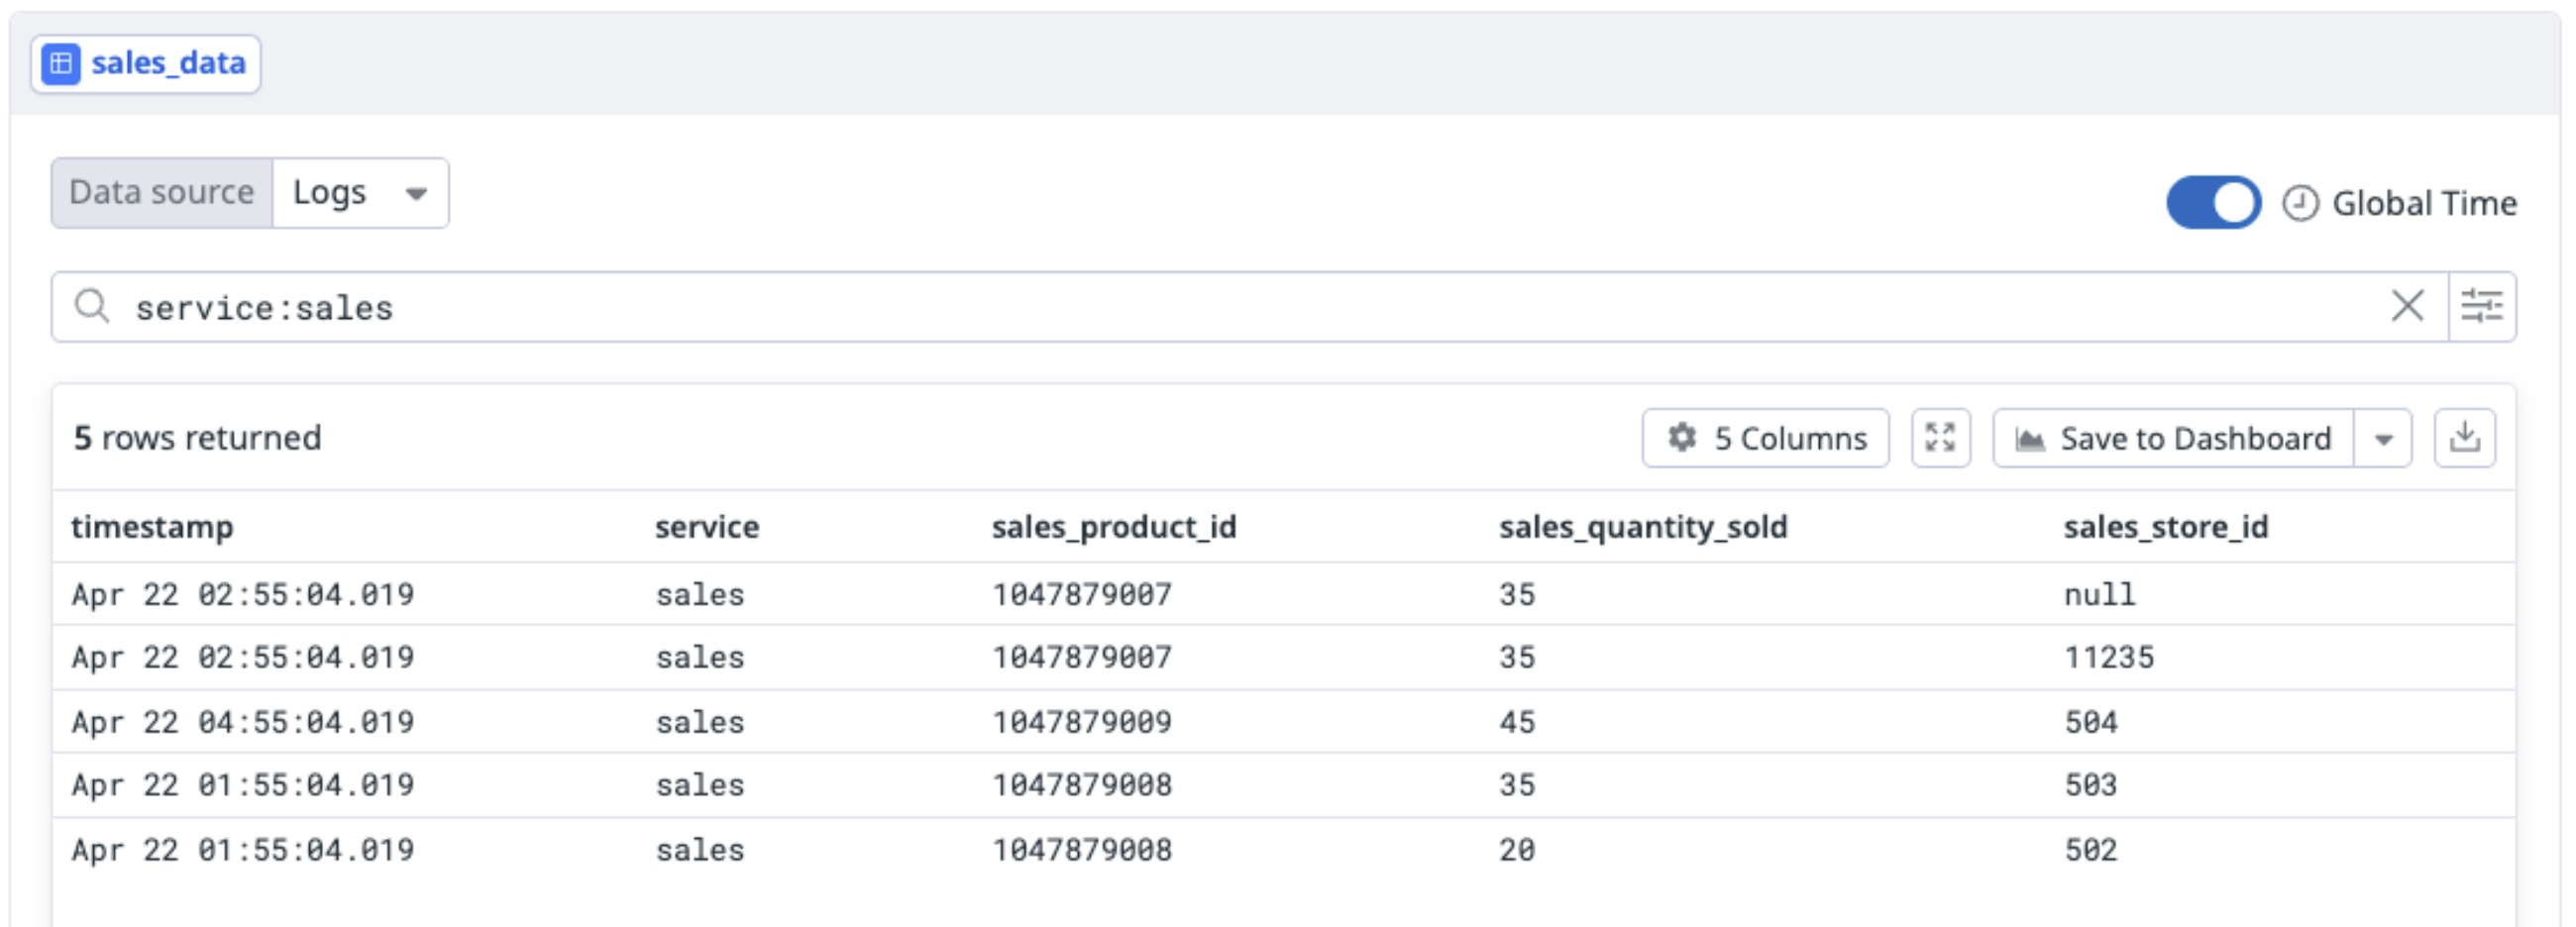 sales_data
Data source Logs
Global Time
service:sales
5 rows returned 5 Columns Save to Dashboard
timestamp service sales_product_id sales_quantity_sold sales_store_id
Apr 22 02:55:04.019 sales 1047879007 35 null
Apr 22 02:55:04.019 sales 1047879007 35 11235
Apr 22 04:55:04.019 sales 1047879009 45 504
Apr 22 01:55:04.019 sales 1047879008 35 503
Apr 22 01:55:04.019 sales 1047879008 20 502